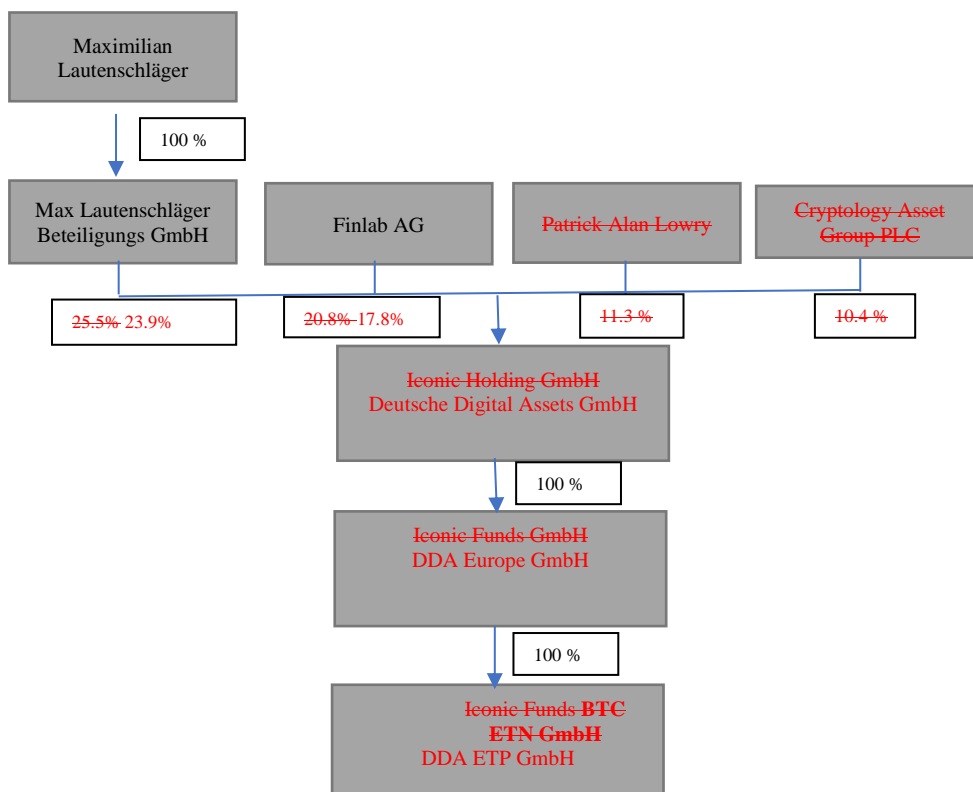 Maximilian
Lautenschläger
100 %
Max Lautenschläger
Beteiligungs GmbH
Finlab AG
Patrick Alan Lowry
Cryptology Asset
Group PLC
25.5% 23.9%
20.8% 17.8%
11.3 %
10.4 %
Iconic Holding GmbH
Deutsche Digital Assets GmbH
100 %
Iconic Funds GmbH
DDA Europe GmbH
100 %
Iconic Funds BTC
ETN GmbH
DDA ETP GmbH